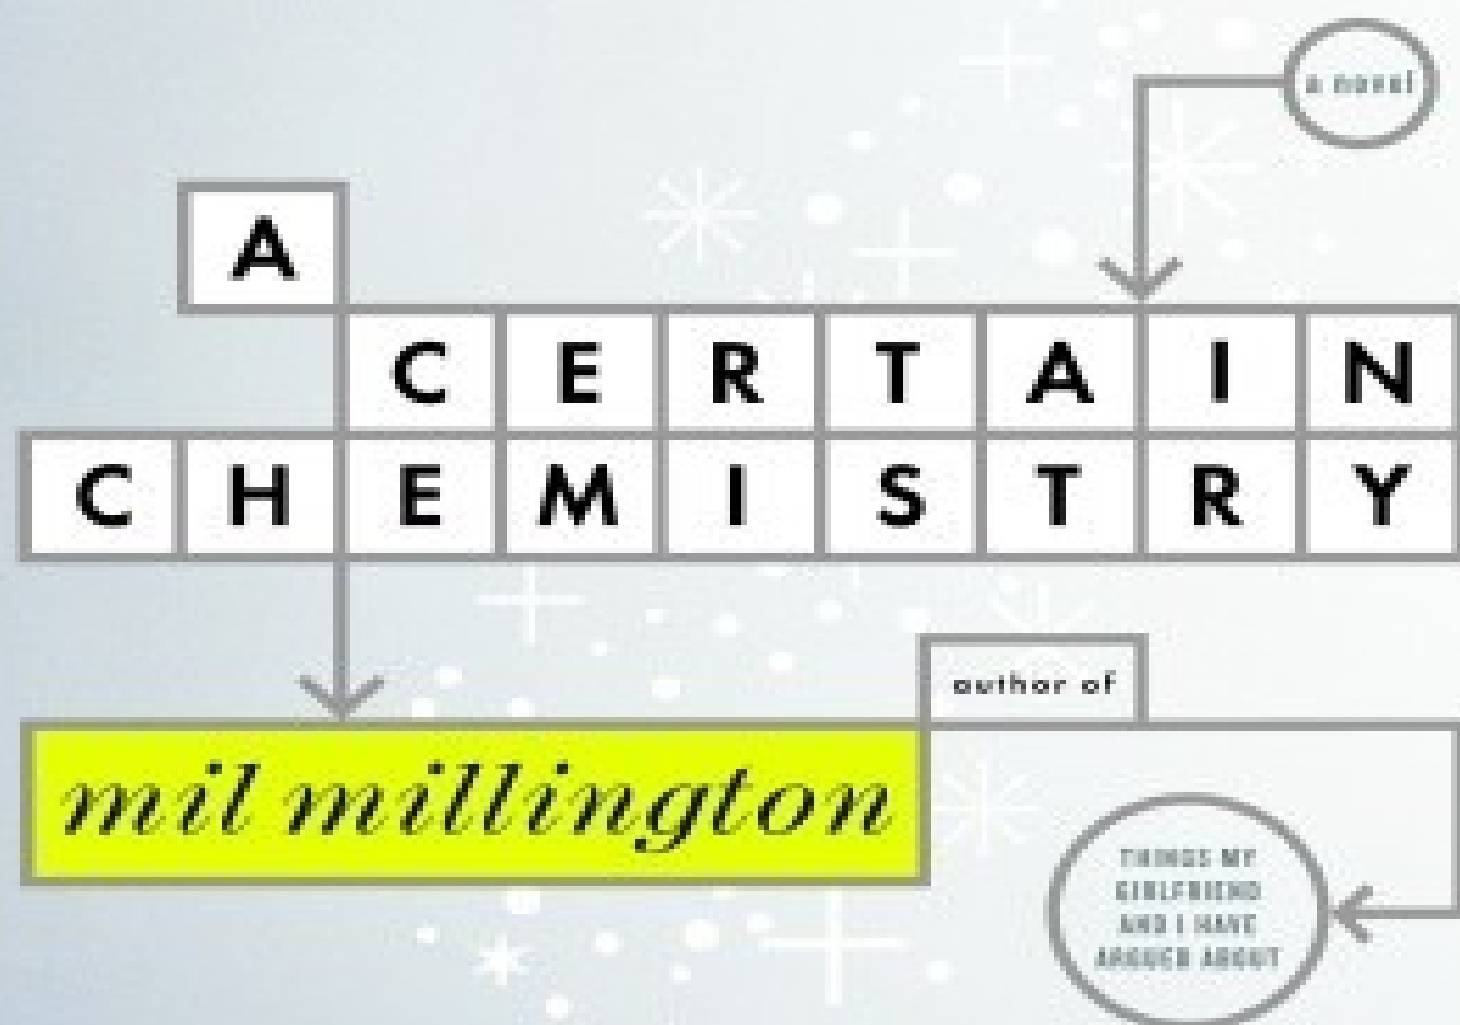 a novel
A
CERTAIN
CHEMISTRY
author of
mil millington
THINGS MY
GIRLFRIEND
AND I HAVE
ARGUED ABOUT